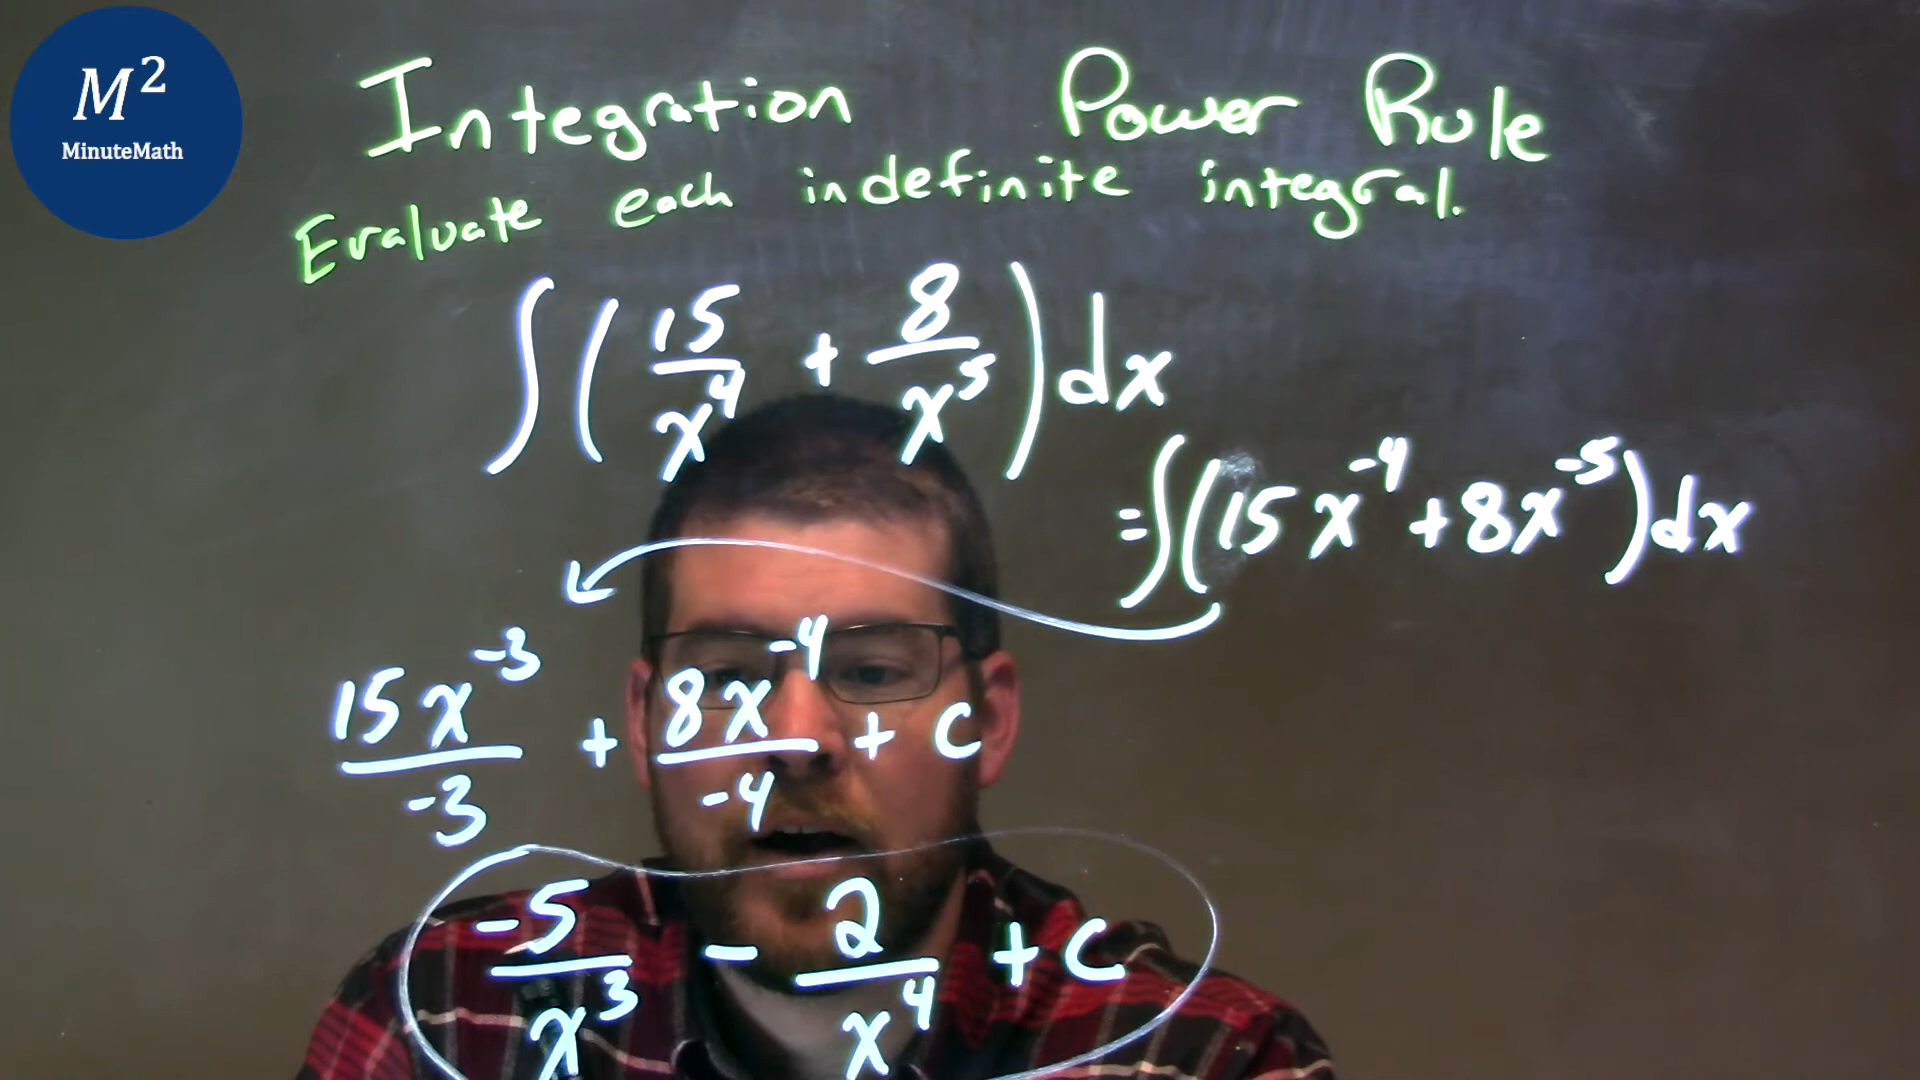 M²
MinuteMath
Integration Power Rule
Evaluate each indefinite integral.
∫(15/x⁴ + 8/x⁵)dx
=∫(15x⁻⁴+8x⁻⁵)dx
15x⁻³/-3 + 8x⁻⁴/-4 + C
-5/x³ - 2/x⁴ + C